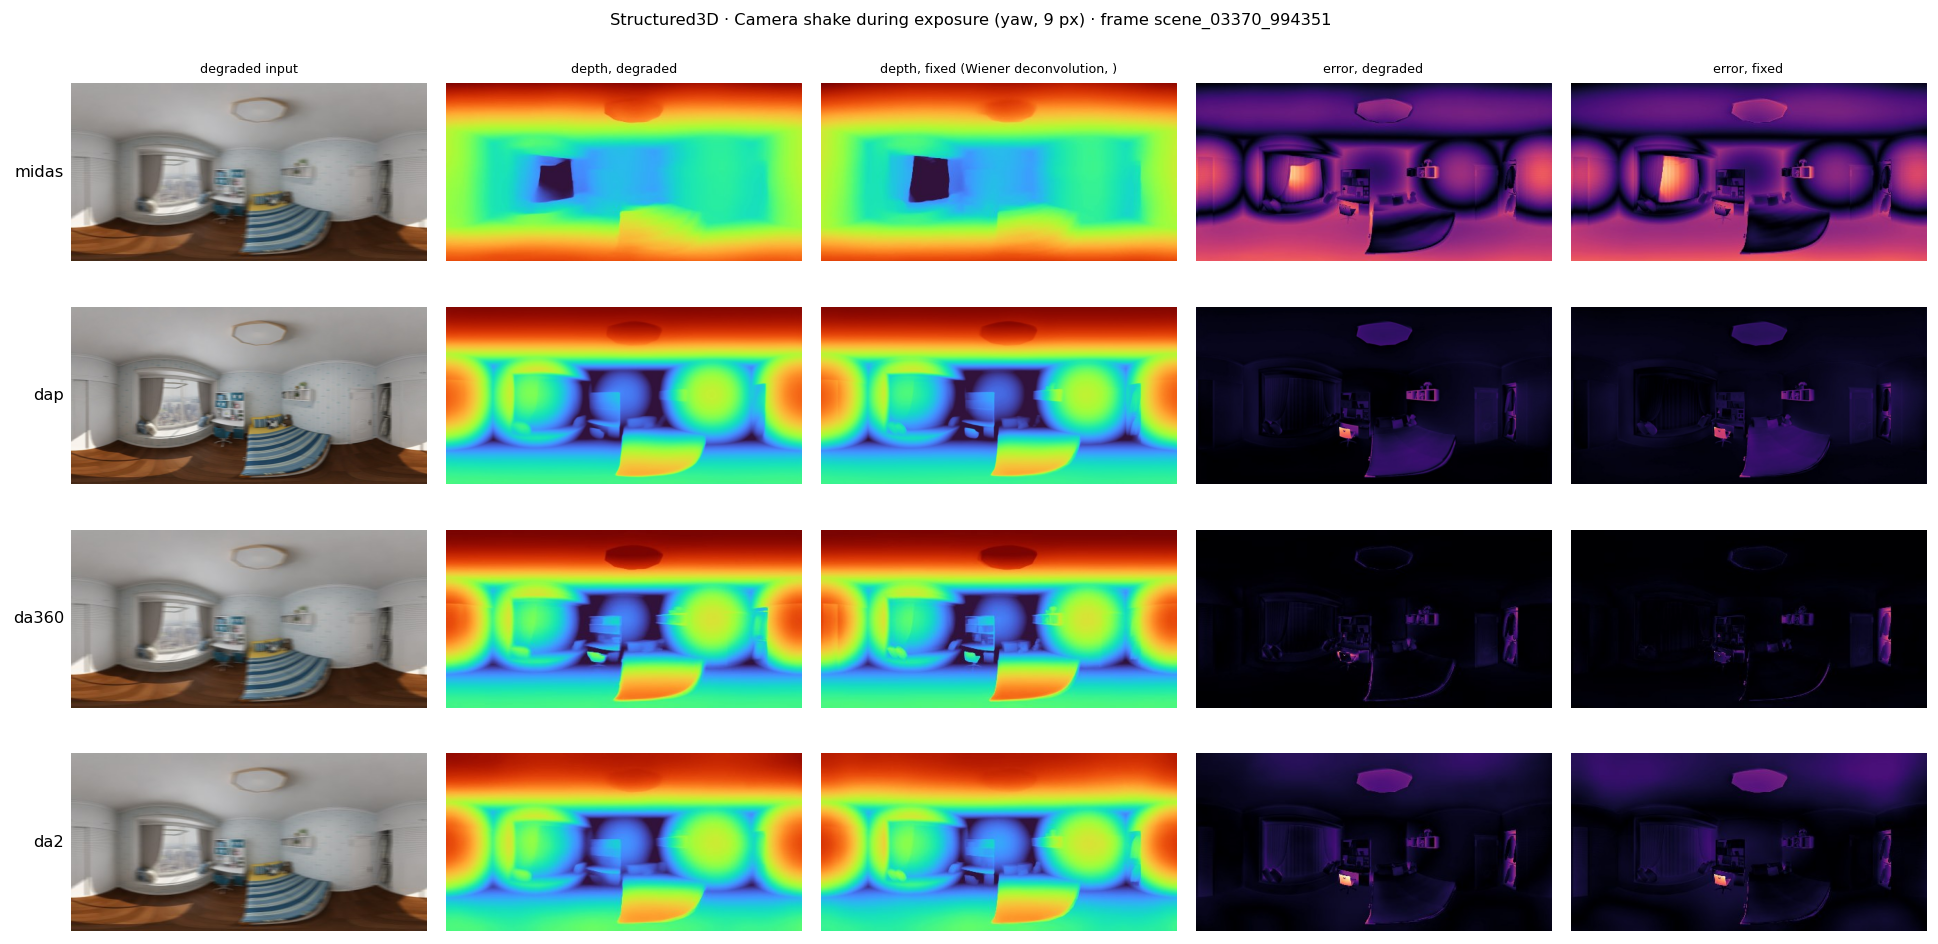 Structured3D · Camera shake during exposure (yaw, 9 px) · frame scene_03370_994351
degraded input
depth, degraded
depth, fixed (Wiener deconvolution, )
error, degraded
error, fixed
midas
dap
da360
da2